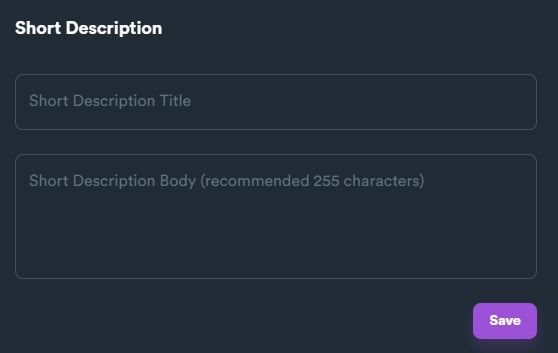 Short Description
Short Description Title
Short Description Body (recommended 255 characters)
Save